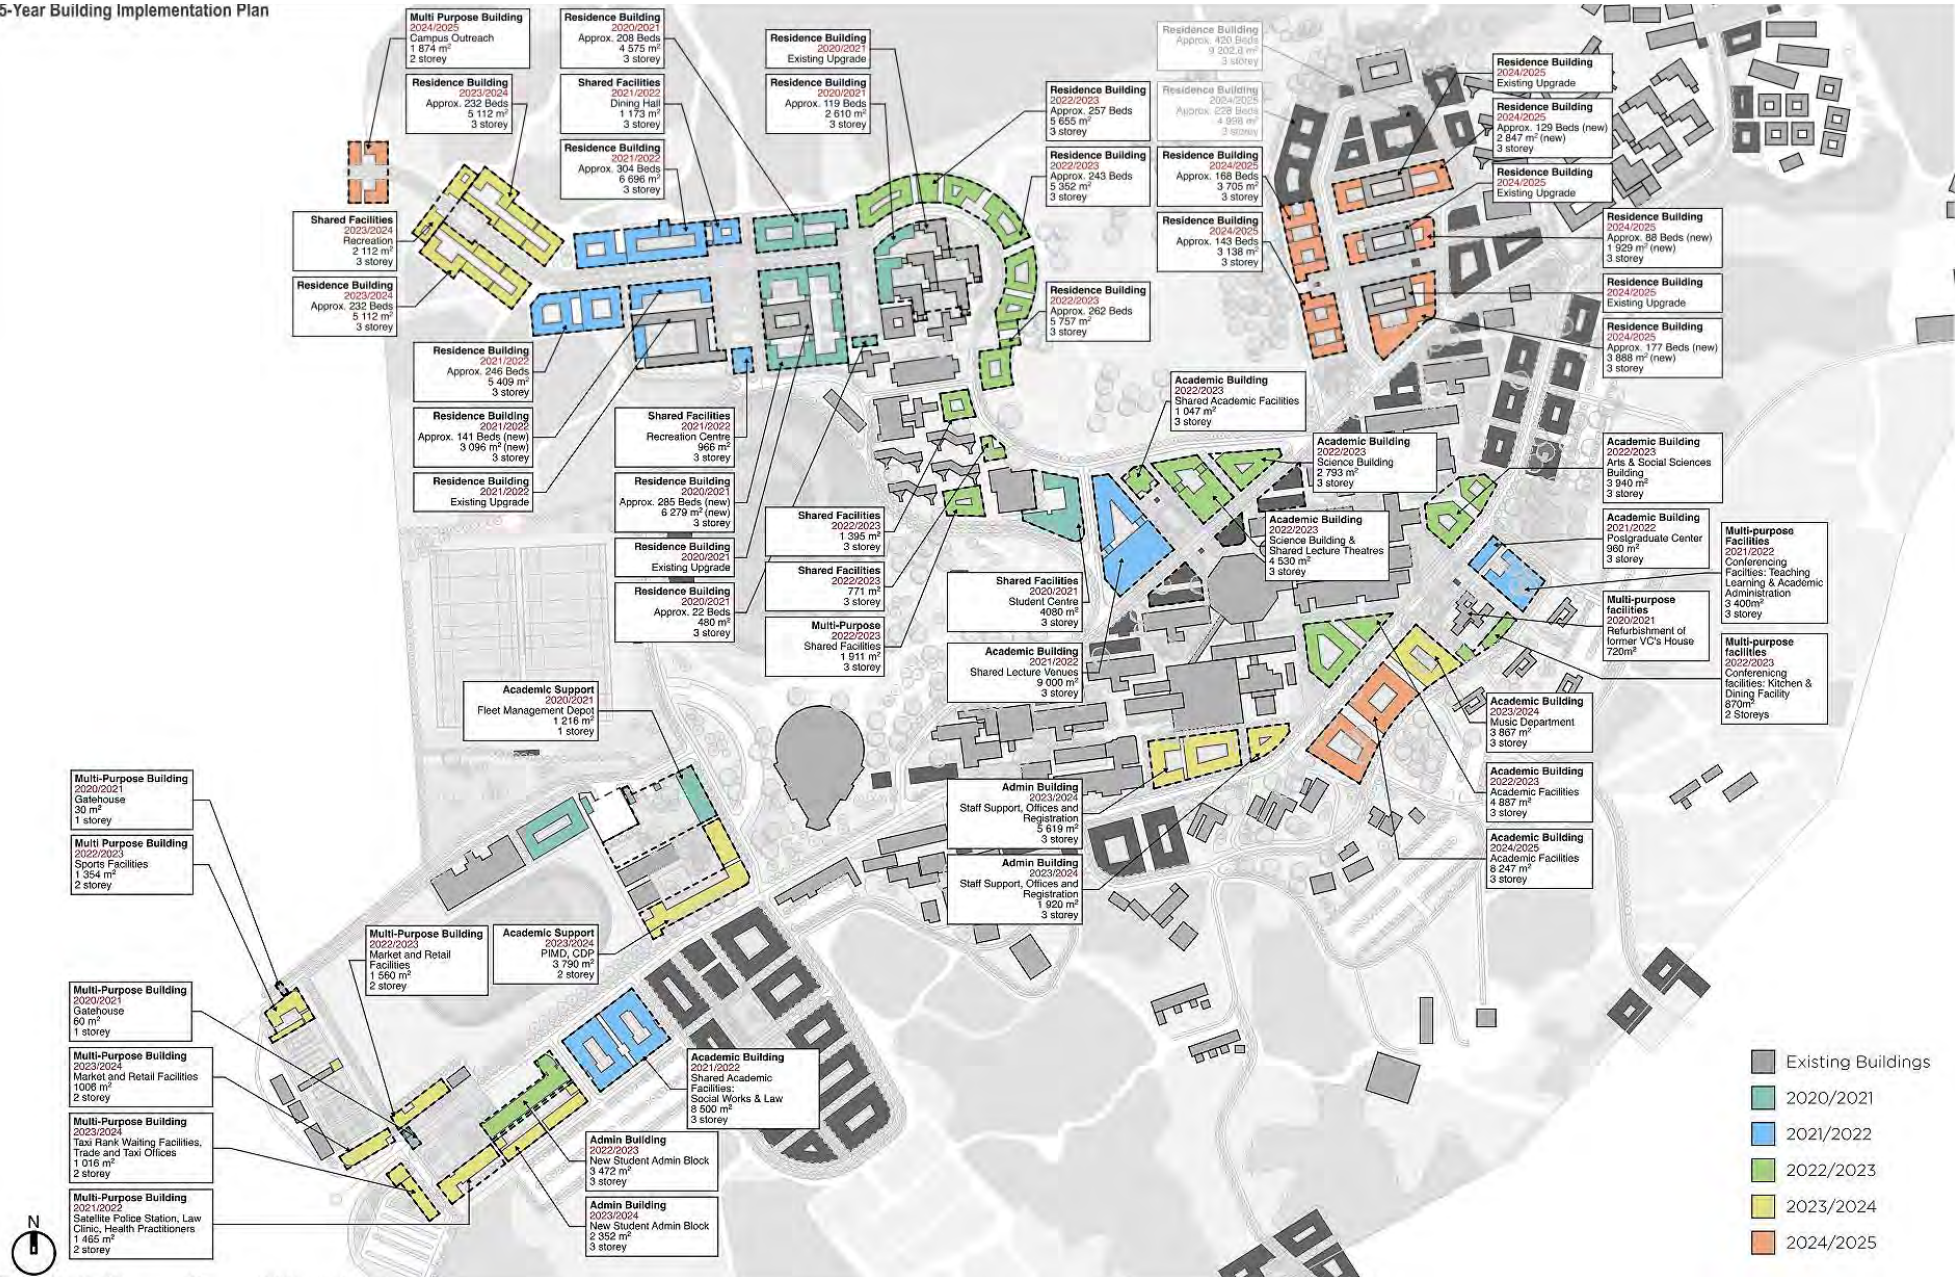 5-Year Building Implementation Plan
Multi Purpose Building
2024/2025
Campus Outreach
1 874 m²
2 storey
Residence Building
2020/2021
Approx. 208 Beds
4 575 m²
3 storey
Residence Building
2020/2021
Existing Upgrade
Residence Building
Approx. 420 Beds
9 202.6 m²
3 storey
Residence Building
2024/2025
Existing Upgrade
Residence Building
2023/2024
Approx. 232 Beds
5 112 m²
3 storey
Shared Facilities
2021/2022
Dining Hall
1 173 m²
3 storey
Residence Building
2020/2021
Approx. 119 Beds
2 610 m²
3 storey
Residence Building
2022/2023
Approx. 257 Beds
5 655 m²
3 storey
Residence Building
2024/2025
Approx. 228 Beds
4 998 m²
3 storey
Residence Building
2024/2025
Approx. 129 Beds (new)
2 847 m² (new)
3 storey
Residence Building
2021/2022
Approx. 304 Beds
6 696 m²
3 storey
Residence Building
2022/2023
Approx. 243 Beds
5 352 m²
3 storey
Residence Building
2024/2025
Approx. 168 Beds
3 705 m²
3 storey
Residence Building
2024/2025
Existing Upgrade
Shared Facilities
2023/2024
Recreation
2 112 m²
3 storey
Residence Building
2024/2025
Approx. 143 Beds
3 138 m²
3 storey
Residence Building
2024/2025
Approx. 88 Beds (new)
1 929 m² (new)
3 storey
Residence Building
2023/2024
Approx. 232 Beds
5 112 m²
3 storey
Residence Building
2022/2023
Approx. 262 Beds
5 757 m²
3 storey
Residence Building
2024/2025
Existing Upgrade
Residence Building
2024/2025
Approx. 177 Beds (new)
3 888 m² (new)
3 storey
Residence Building
2021/2022
Approx. 246 Beds
5 409 m²
3 storey
Academic Building
2022/2023
Shared Academic Facilities
1 047 m²
3 storey
Residence Building
2021/2022
Approx. 141 Beds (new)
3 096 m² (new)
3 storey
Shared Facilities
2021/2022
Recreation Centre
966 m²
3 storey
Academic Building
2022/2023
Science Building
2 793 m²
3 storey
Academic Building
2022/2023
Arts & Social Sciences
Building
3 940 m²
3 storey
Residence Building
2021/2022
Existing Upgrade
Residence Building
2020/2021
Approx. 285 Beds (new)
6 279 m² (new)
3 storey
Shared Facilities
2022/2023
1 395 m²
3 storey
Academic Building
2022/2023
Science Building &
Shared Lecture Theatres
4 530 m²
3 storey
Academic Building
2021/2022
Postgraduate Center
960 m²
3 storey
Multi-purpose
Facilities
2021/2022
Conferencing
Facilties: Teaching
Learning & Academic
Administration
3 400m²
3 storey
Residence Building
2020/2021
Existing Upgrade
Shared Facilities
2022/2023
771 m²
3 storey
Shared Facilities
2020/2021
Student Centre
4080 m²
3 storey
Residence Building
2020/2021
Approx. 22 Beds
480 m²
3 storey
Multi-purpose
facilities
2020/2021
Refurbishment of
former VC's House
720m²
Multi-Purpose
2022/2023
Shared Facilities
1 911 m²
3 storey
Academic Building
2021/2022
Shared Lecture Venues
9 000 m²
3 storey
Multi-purpose
facilities
2022/2023
Conferenicng
facilities: Kitchen &
Dining Facility
870m²
2 Storeys
Academic Support
2020/2021
Fleet Management Depot
1 216 m²
1 storey
Academic Building
2023/2024
Music Department
3 867 m²
3 storey
Multi-Purpose Building
2020/2021
Gatehouse
30 m²
1 storey
Admin Building
2023/2024
Staff Support, Offices and
Registration
5 619 m²
3 storey
Academic Building
2022/2023
Academic Facilities
4 887 m²
3 storey
Multi Purpose Building
2022/2023
Sports Facilities
1 354 m²
2 storey
Admin Building
2023/2024
Staff Support, Offices and
Registration
1 920 m²
3 storey
Academic Building
2024/2025
Academic Facilities
8 247 m²
3 storey
Multi-Purpose Building
2022/2023
Market and Retail
Facilities
1 560 m²
2 storey
Academic Support
2023/2024
PIMD, CDP
3 790 m²
2 storey
Multi-Purpose Building
2020/2021
Gatehouse
60 m²
1 storey
Multi-Purpose Building
2023/2024
Market and Retail Facilities
1006 m²
2 storey
Academic Building
2021/2022
Shared Academic
Facilities:
Social Works & Law
8 500 m²
3 storey
Multi-Purpose Building
2023/2024
Taxi Rank Waiting Facilities,
Trade and Taxi Offices
1 016 m²
2 storey
Admin Building
2022/2023
New Student Admin Block
3 472 m²
3 storey
Multi-Purpose Building
2021/2022
Satellite Police Station, Law
Clinic, Health Practitioners
1 465 m²
2 storey
Admin Building
2023/2024
New Student Admin Block
2 352 m²
3 storey
N
Existing Buildings
2020/2021
2021/2022
2022/2023
2023/2024
2024/2025